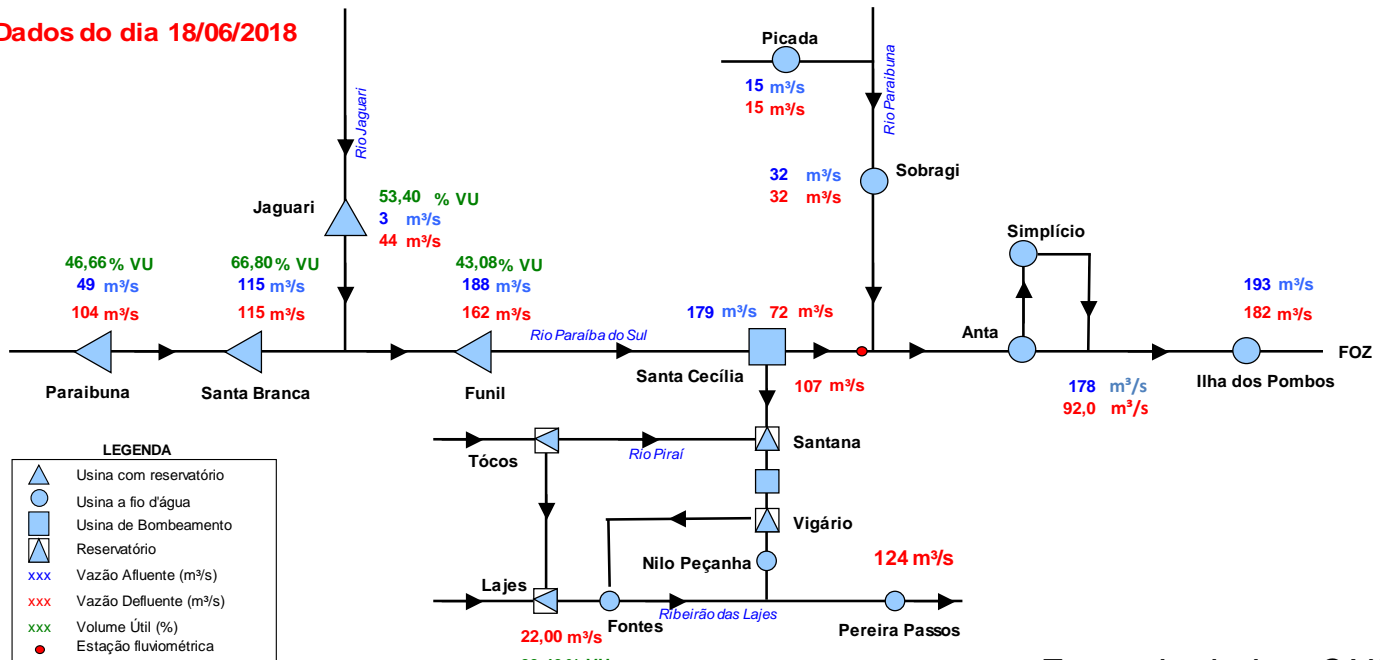 Dados do dia 18/06/2018
Picada
15 m³/s
15 m³/s
Rio Paraibuna
Rio Jaguari
Sobragi
32 m³/s
32 m³/s
Jaguari
53,40 % VU
3 m³/s
44 m³/s
Simplício
46,66% VU
49 m³/s
104 m³/s
66,80 % VU
115 m³/s
115 m³/s
43,08% VU
188 m³/s
162 m³/s
179 m³/s 72 m³/s
193 m³/s
182 m³/s
Rio Paraíba do Sul
Anta
FOZ
Paraibuna
Santa Branca
Funil
Santa Cecília
107 m³/s
178 m³/s
92,0 m³/s
Ilha dos Pombos
Tócos
Rio Piraí
Santana
Vigário
Nilo Peçanha
124 m³/s
Lajes
Fontes
Ribeirão das Lajes
Pereira Passos
22,00 m³/s
LEGENDA
Usina com reservatório
Usina a fio d'água
Usina de Bombeamento
Reservatório
xxx Vazão Afluente (m³/s)
xxx Vazão Defluente (m³/s)
xxx Volume Útil (%)
Estação fluviométrica